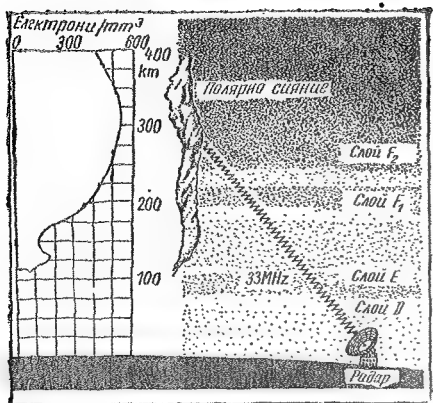 Електрони/mm³
0 300 600
400
km
Полярно сияние
300
Слой F₂
Слой F₁
200
Слой E
33MHz
100
Слой D
Радар